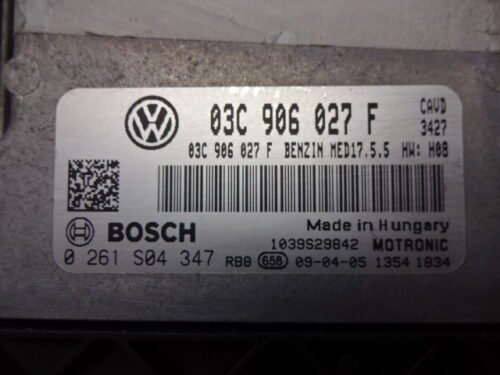 03C 906 027 F CAVD
3427
03C 906 027 F BENZIN MED17.5.5 HW: H08
BOSCH
Made in Hungary
1039S29842 MOTRONIC
0 261 S04 347 RB8 658 09-04-05 1354 1834